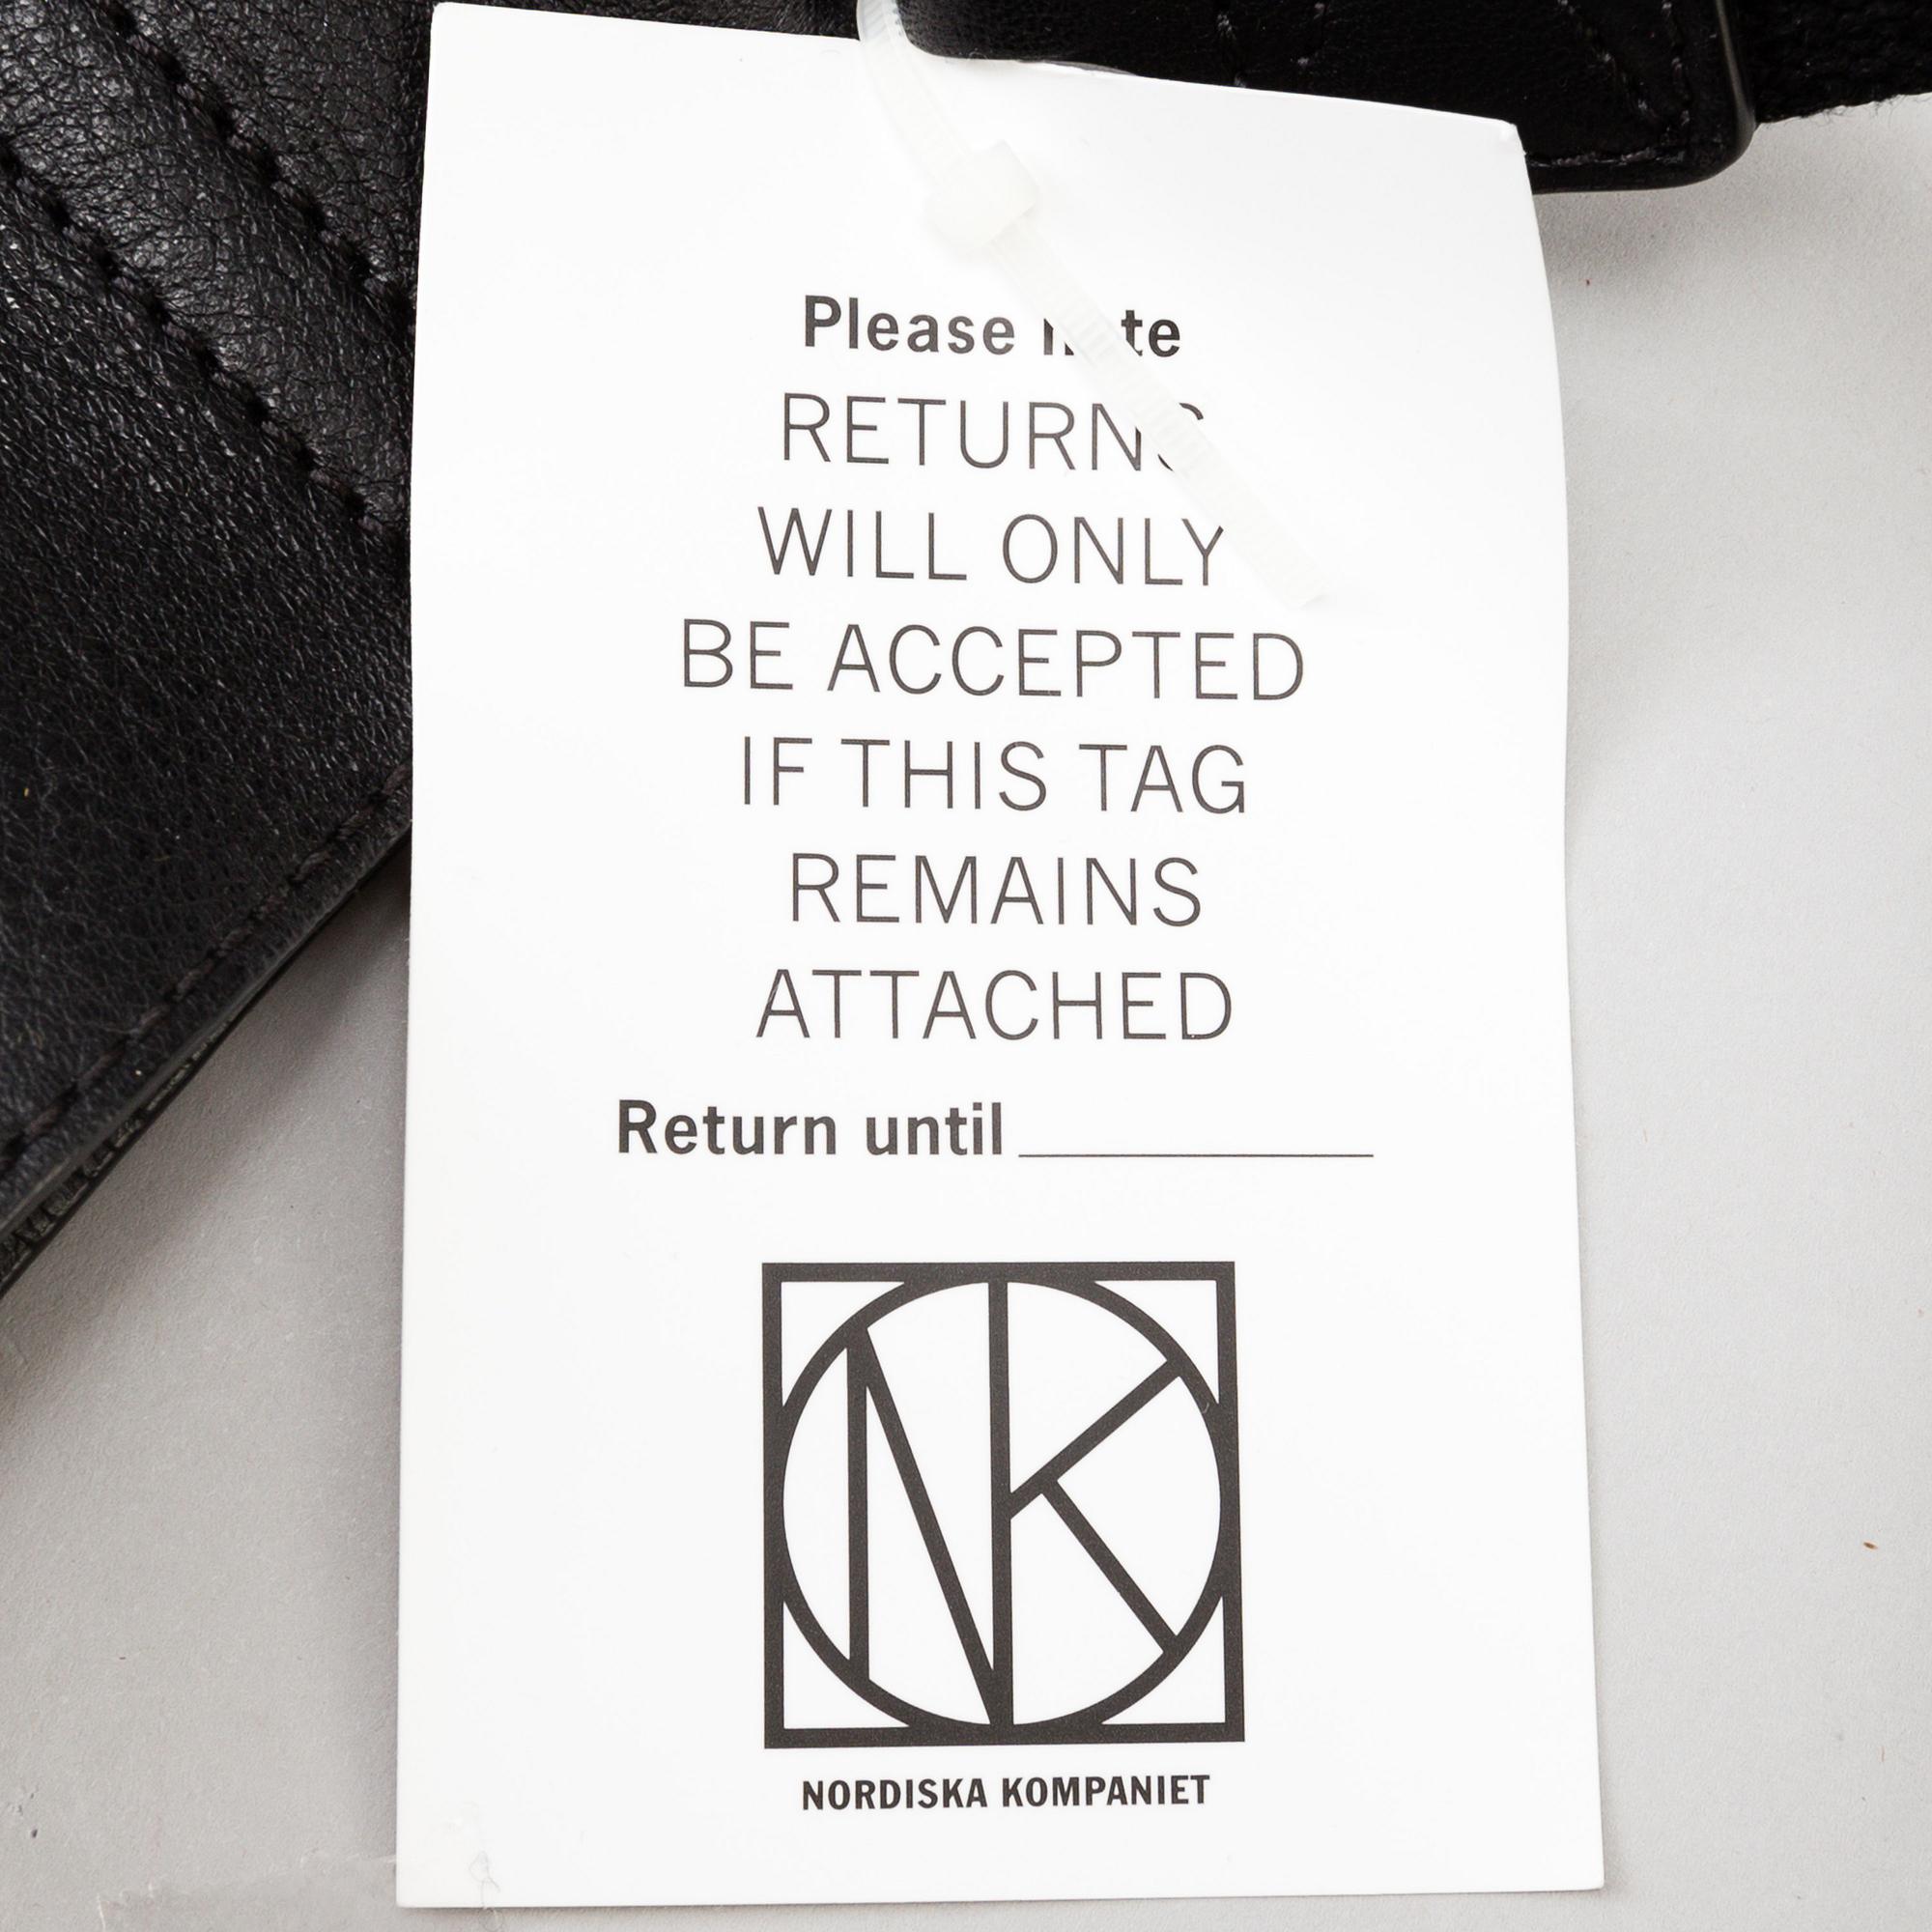 Please note
RETURNS
WILL ONLY
BE ACCEPTED
IF THIS TAG
REMAINS
ATTACHED
Return until
NK
NORDISKA KOMPANIET